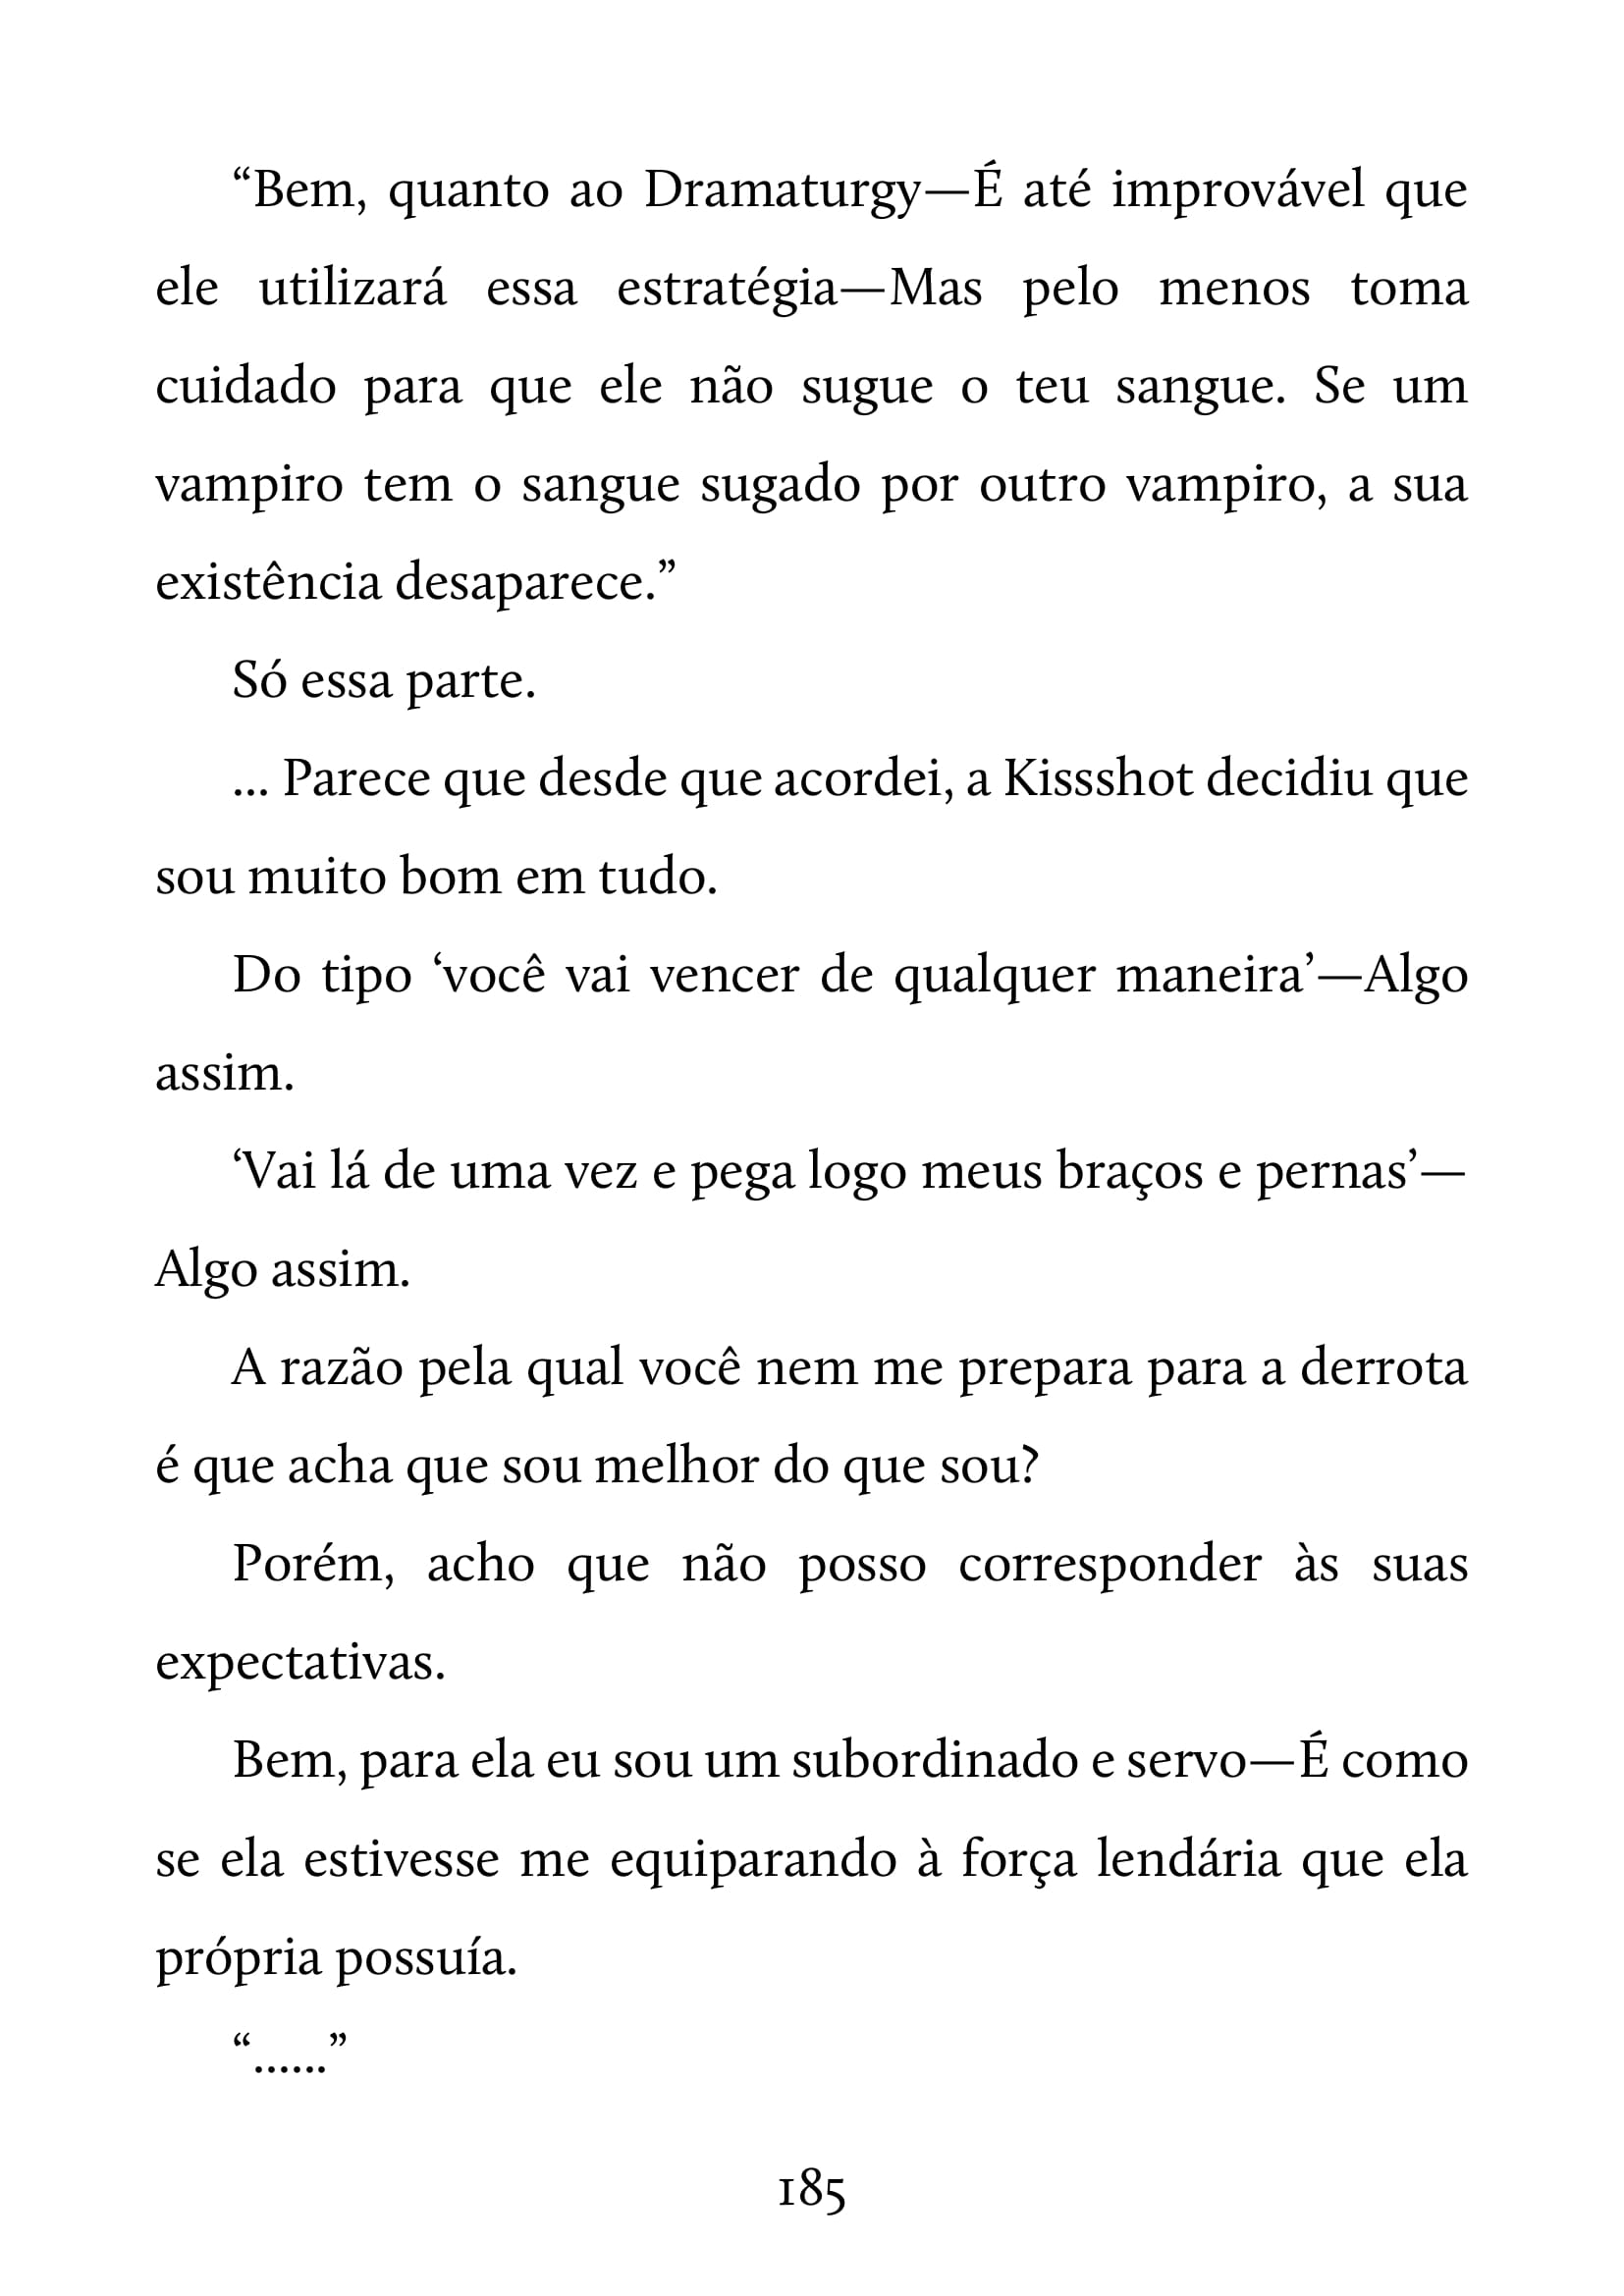 “Bem, quanto ao Dramaturgy—É até improvável que
ele utilizará essa estratégia—Mas pelo menos toma
cuidado para que ele não sugue o teu sangue. Se um
vampiro tem o sangue sugado por outro vampiro, a sua
existência desaparece.”
Só essa parte.
... Parece que desde que acordei, a Kissshot decidiu que
sou muito bom em tudo.
Do tipo ‘você vai vencer de qualquer maneira’—Algo
assim.
‘Vai lá de uma vez e pega logo meus braços e pernas’—
Algo assim.
A razão pela qual você nem me prepara para a derrota
é que acha que sou melhor do que sou?
Porém, acho que não posso corresponder às suas
expectativas.
Bem, para ela eu sou um subordinado e servo—É como
se ela estivesse me equiparando à força lendária que ela
própria possuía.
“......”
185